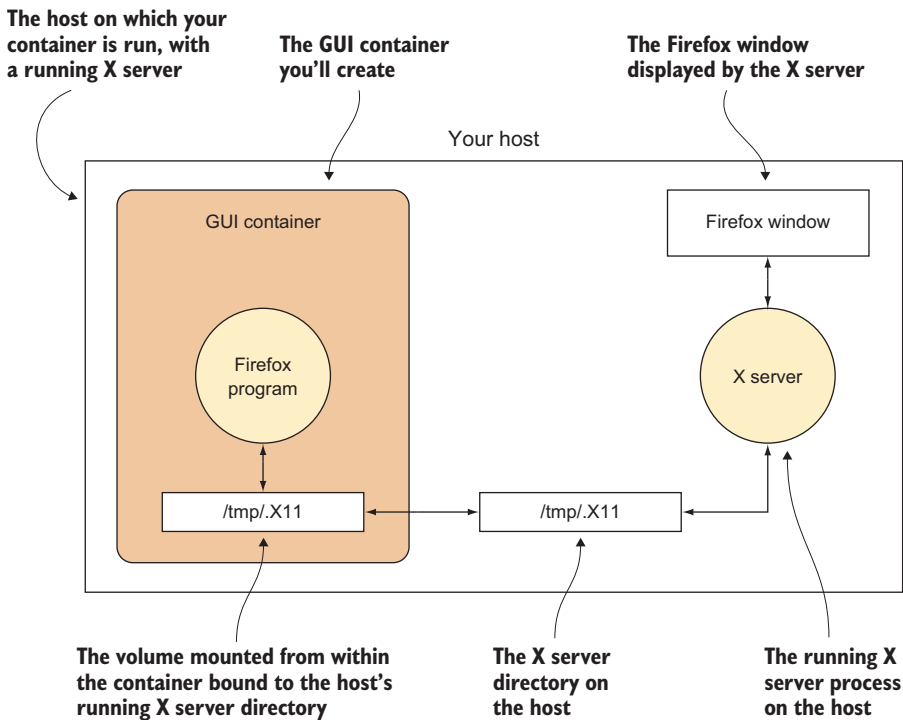 The host on which your
container is run, with
a running X server
The GUI container
you'll create
The Firefox window
displayed by the X server
Your host
GUI container
Firefox window
Firefox
program
X server
/tmp/.X11
/tmp/.X11
The volume mounted from within
the container bound to the host's
running X server directory
The X server
directory on
the host
The running X
server process
on the host